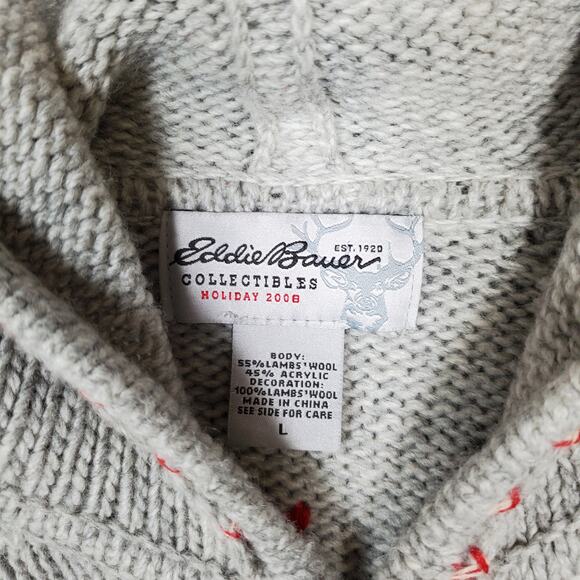 EST. 1920
Eddie Bauer
COLLECTIBLES
HOLIDAY 2008
BODY:
55% LAMBS' WOOL
45% ACRYLIC
DECORATION:
100% LAMBS' WOOL
MADE IN CHINA
SEE SIDE FOR CARE
L